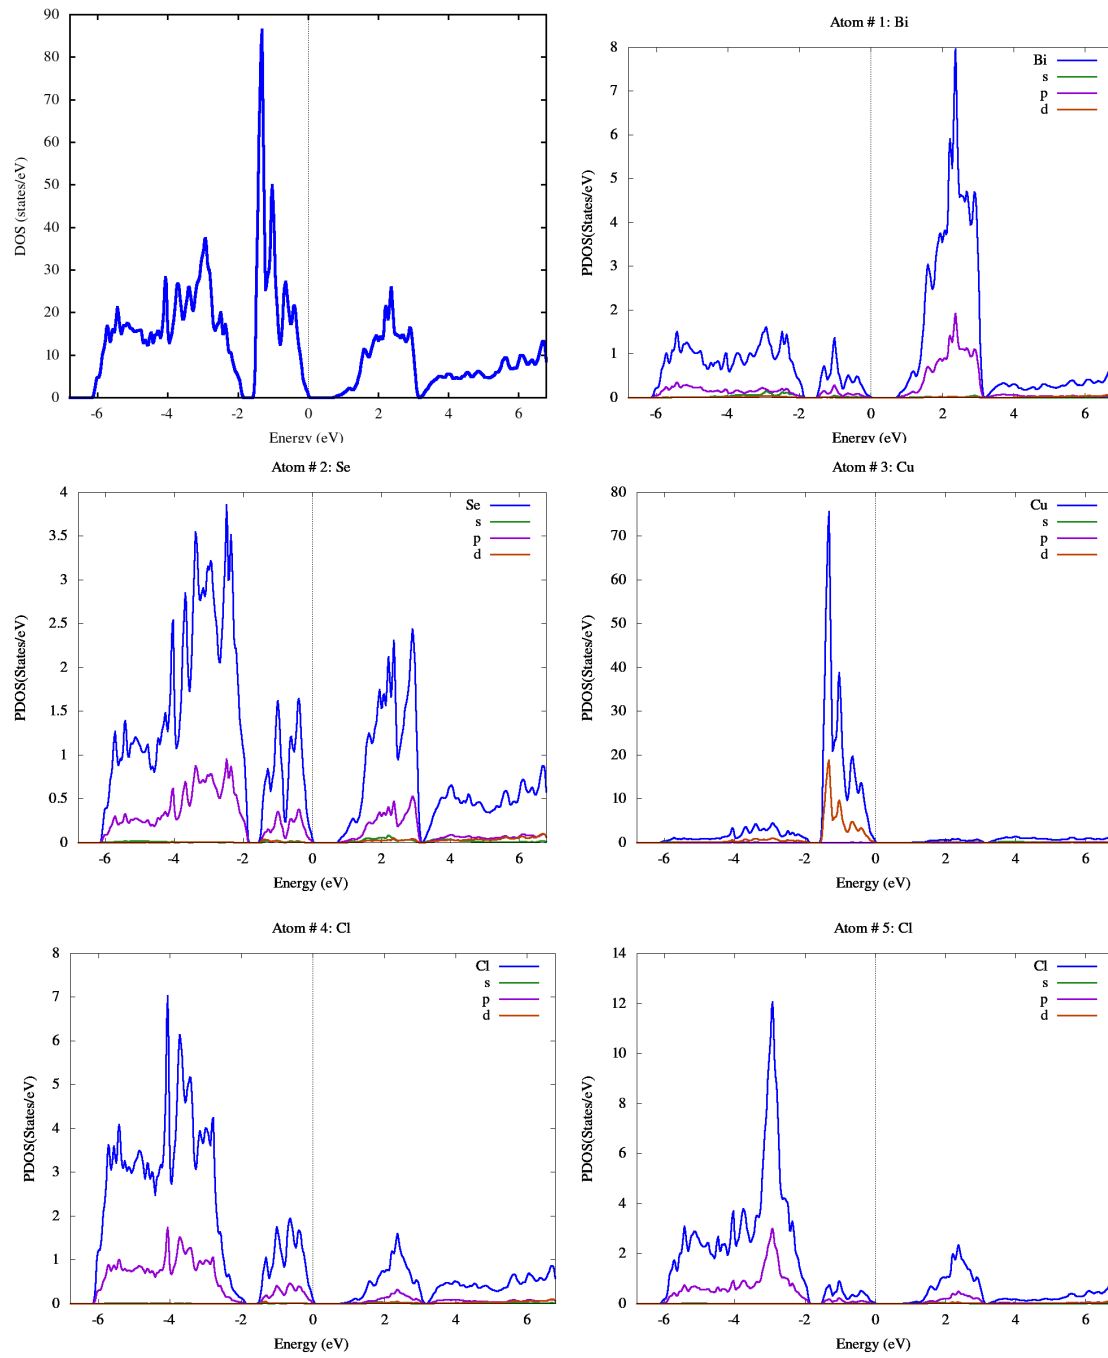 90
80
70
60
50
40
30
20
10
0
DOS (states/eV)
-6
-4
-2
0
2
4
6
Energy (eV)
Atom # 1: Bi
8
7
6
5
4
3
2
1
0
PDOS(States/eV)
Bi
s
p
d
-6
-4
-2
0
2
4
6
Energy (eV)
Atom # 2: Se
4
3.5
3
2.5
2
1.5
1
0.5
0
PDOS(States/eV)
Se
s
p
d
-6
-4
-2
0
2
4
6
Energy (eV)
Atom # 3: Cu
80
70
60
50
40
30
20
10
0
PDOS(States/eV)
Cu
s
p
d
-6
-4
-2
0
2
4
6
Energy (eV)
Atom # 4: Cl
8
7
6
5
4
3
2
1
0
PDOS(States/eV)
Cl
s
p
d
-6
-4
-2
0
2
4
6
Energy (eV)
Atom # 5: Cl
14
12
10
8
6
4
2
0
PDOS(States/eV)
Cl
s
p
d
-6
-4
-2
0
2
4
6
Energy (eV)